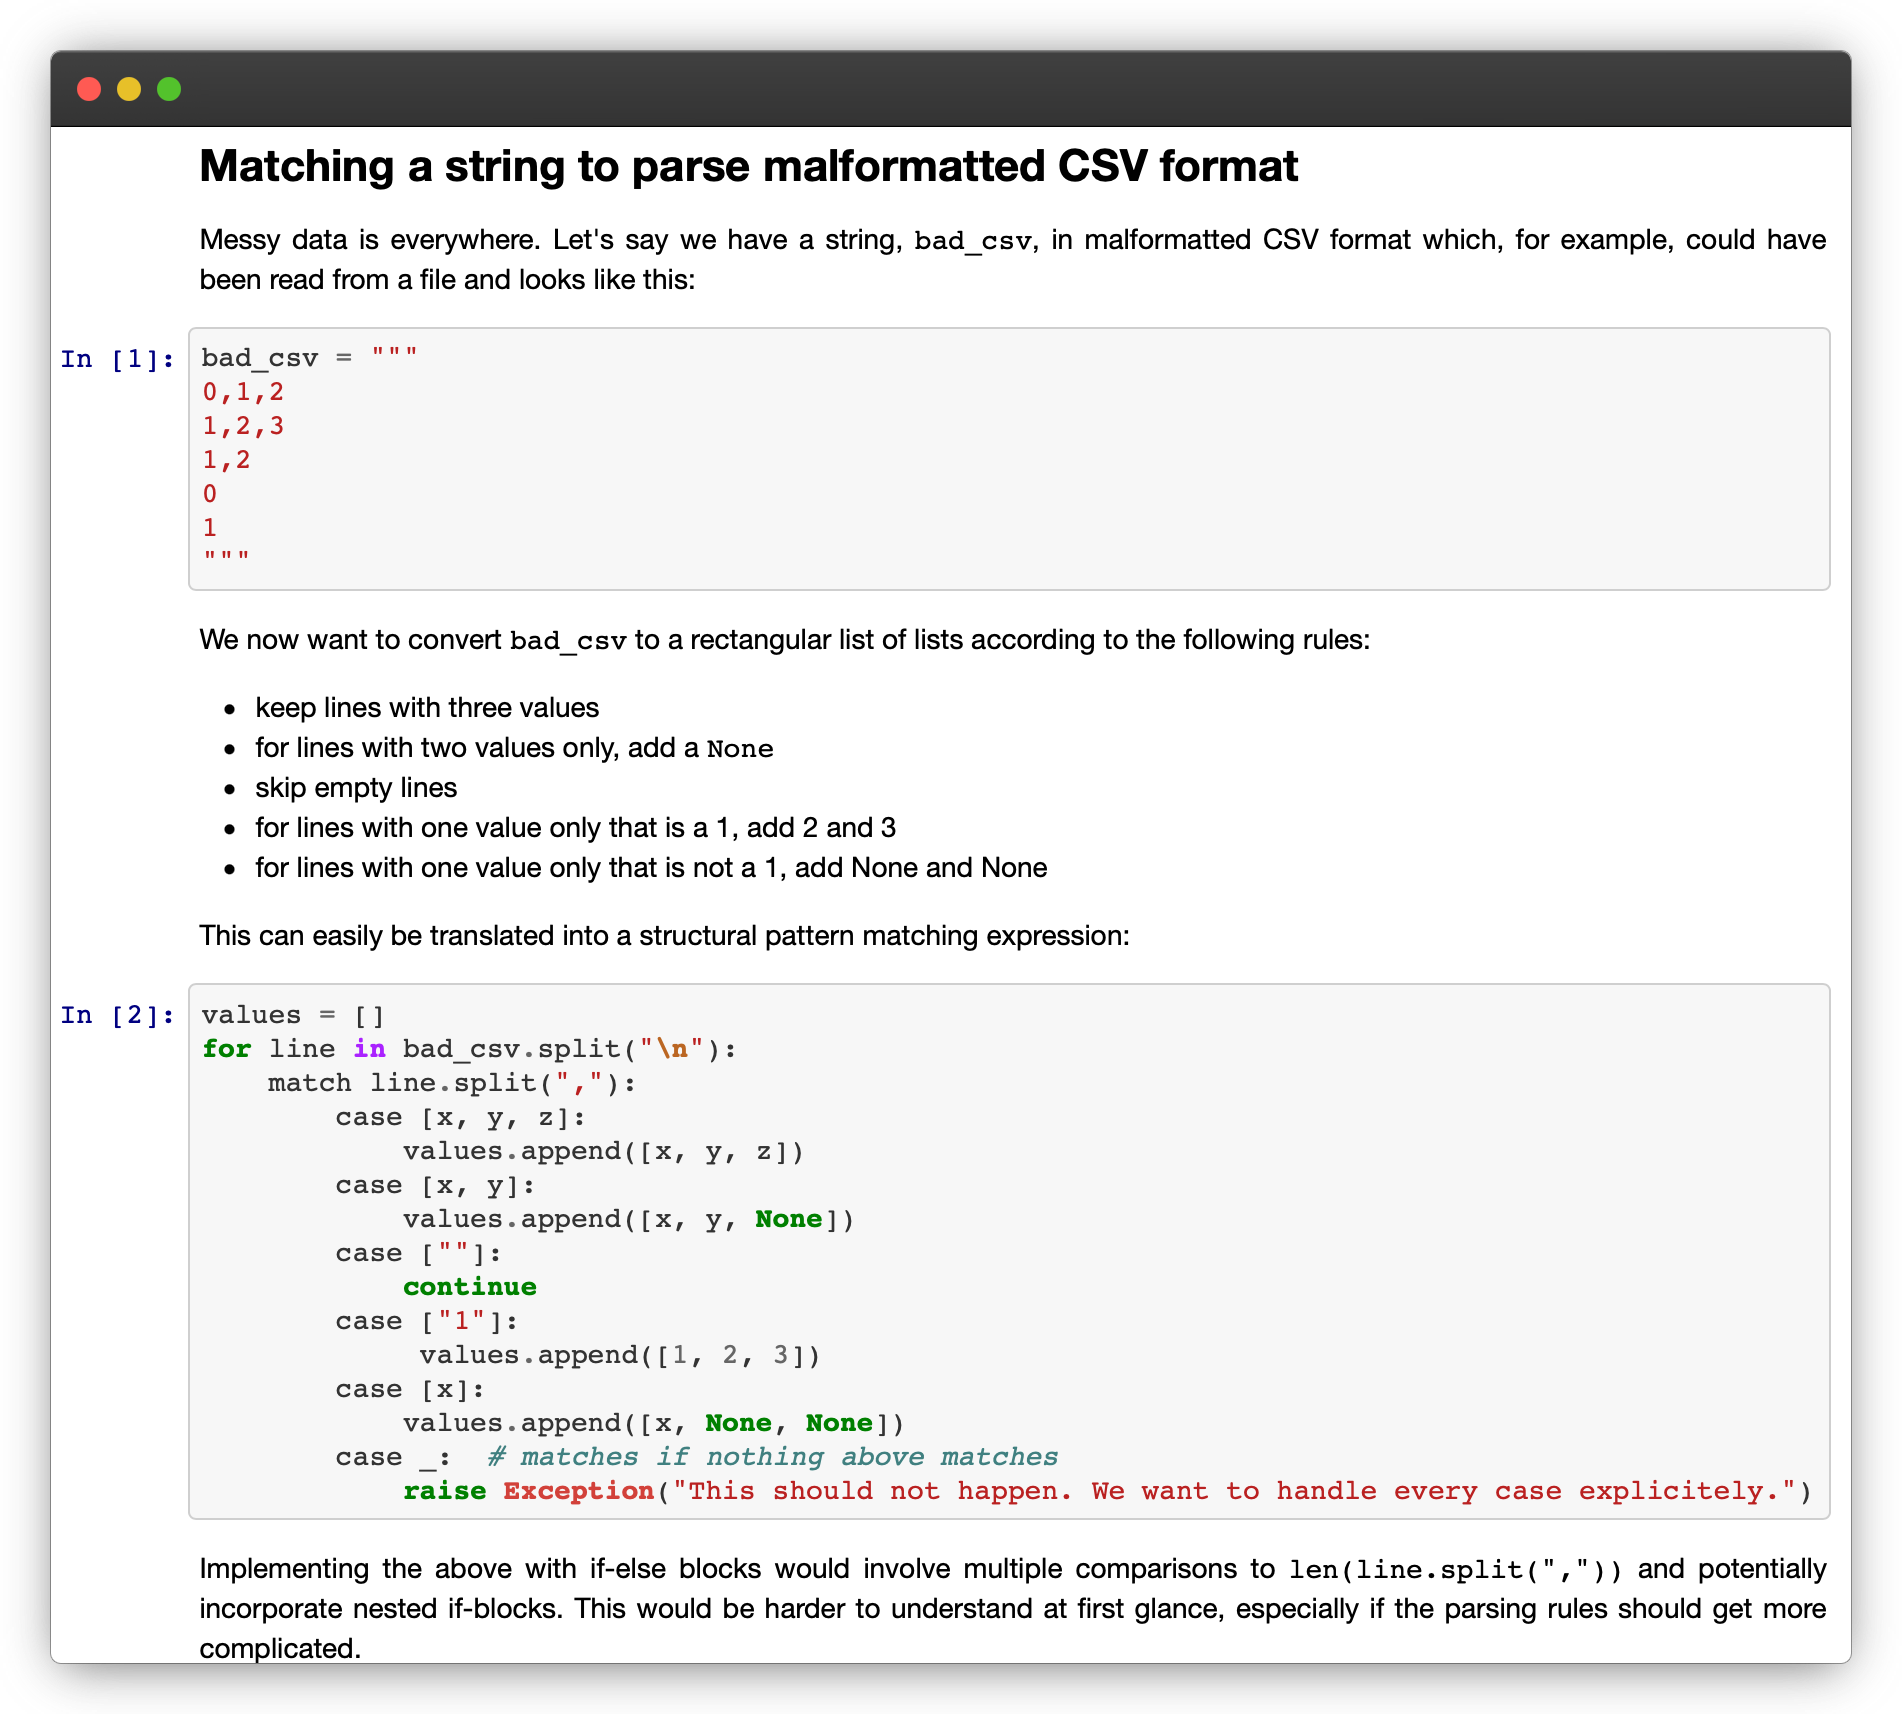 Matching a string to parse malformatted CSV format
Messy data is everywhere. Let's say we have a string, bad_csv, in malformatted CSV format which, for example, could have
been read from a file and looks like this:
In [1]: bad_csv = """
0,1,2
1,2,3
1,2
0
1
"""
We now want to convert bad_csv to a rectangular list of lists according to the following rules:
• keep lines with three values
• for lines with two values only, add a None
• skip empty lines
• for lines with one value only that is a 1, add 2 and 3
• for lines with one value only that is not a 1, add None and None
This can easily be translated into a structural pattern matching expression:
In [2]: values = []
for line in bad_csv.split("\n"):
    match line.split(","):
        case [x, y, z]:
            values.append([x, y, z])
        case [x, y]:
            values.append([x, y, None])
        case [""]:
            continue
        case ["1"]:
             values.append([1, 2, 3])
        case [x]:
            values.append([x, None, None])
        case _:  # matches if nothing above matches
            raise Exception("This should not happen. We want to handle every case explicitely.")
Implementing the above with if-else blocks would involve multiple comparisons to len(line.split(",")) and potentially
incorporate nested if-blocks. This would be harder to understand at first glance, especially if the parsing rules should get more
complicated.